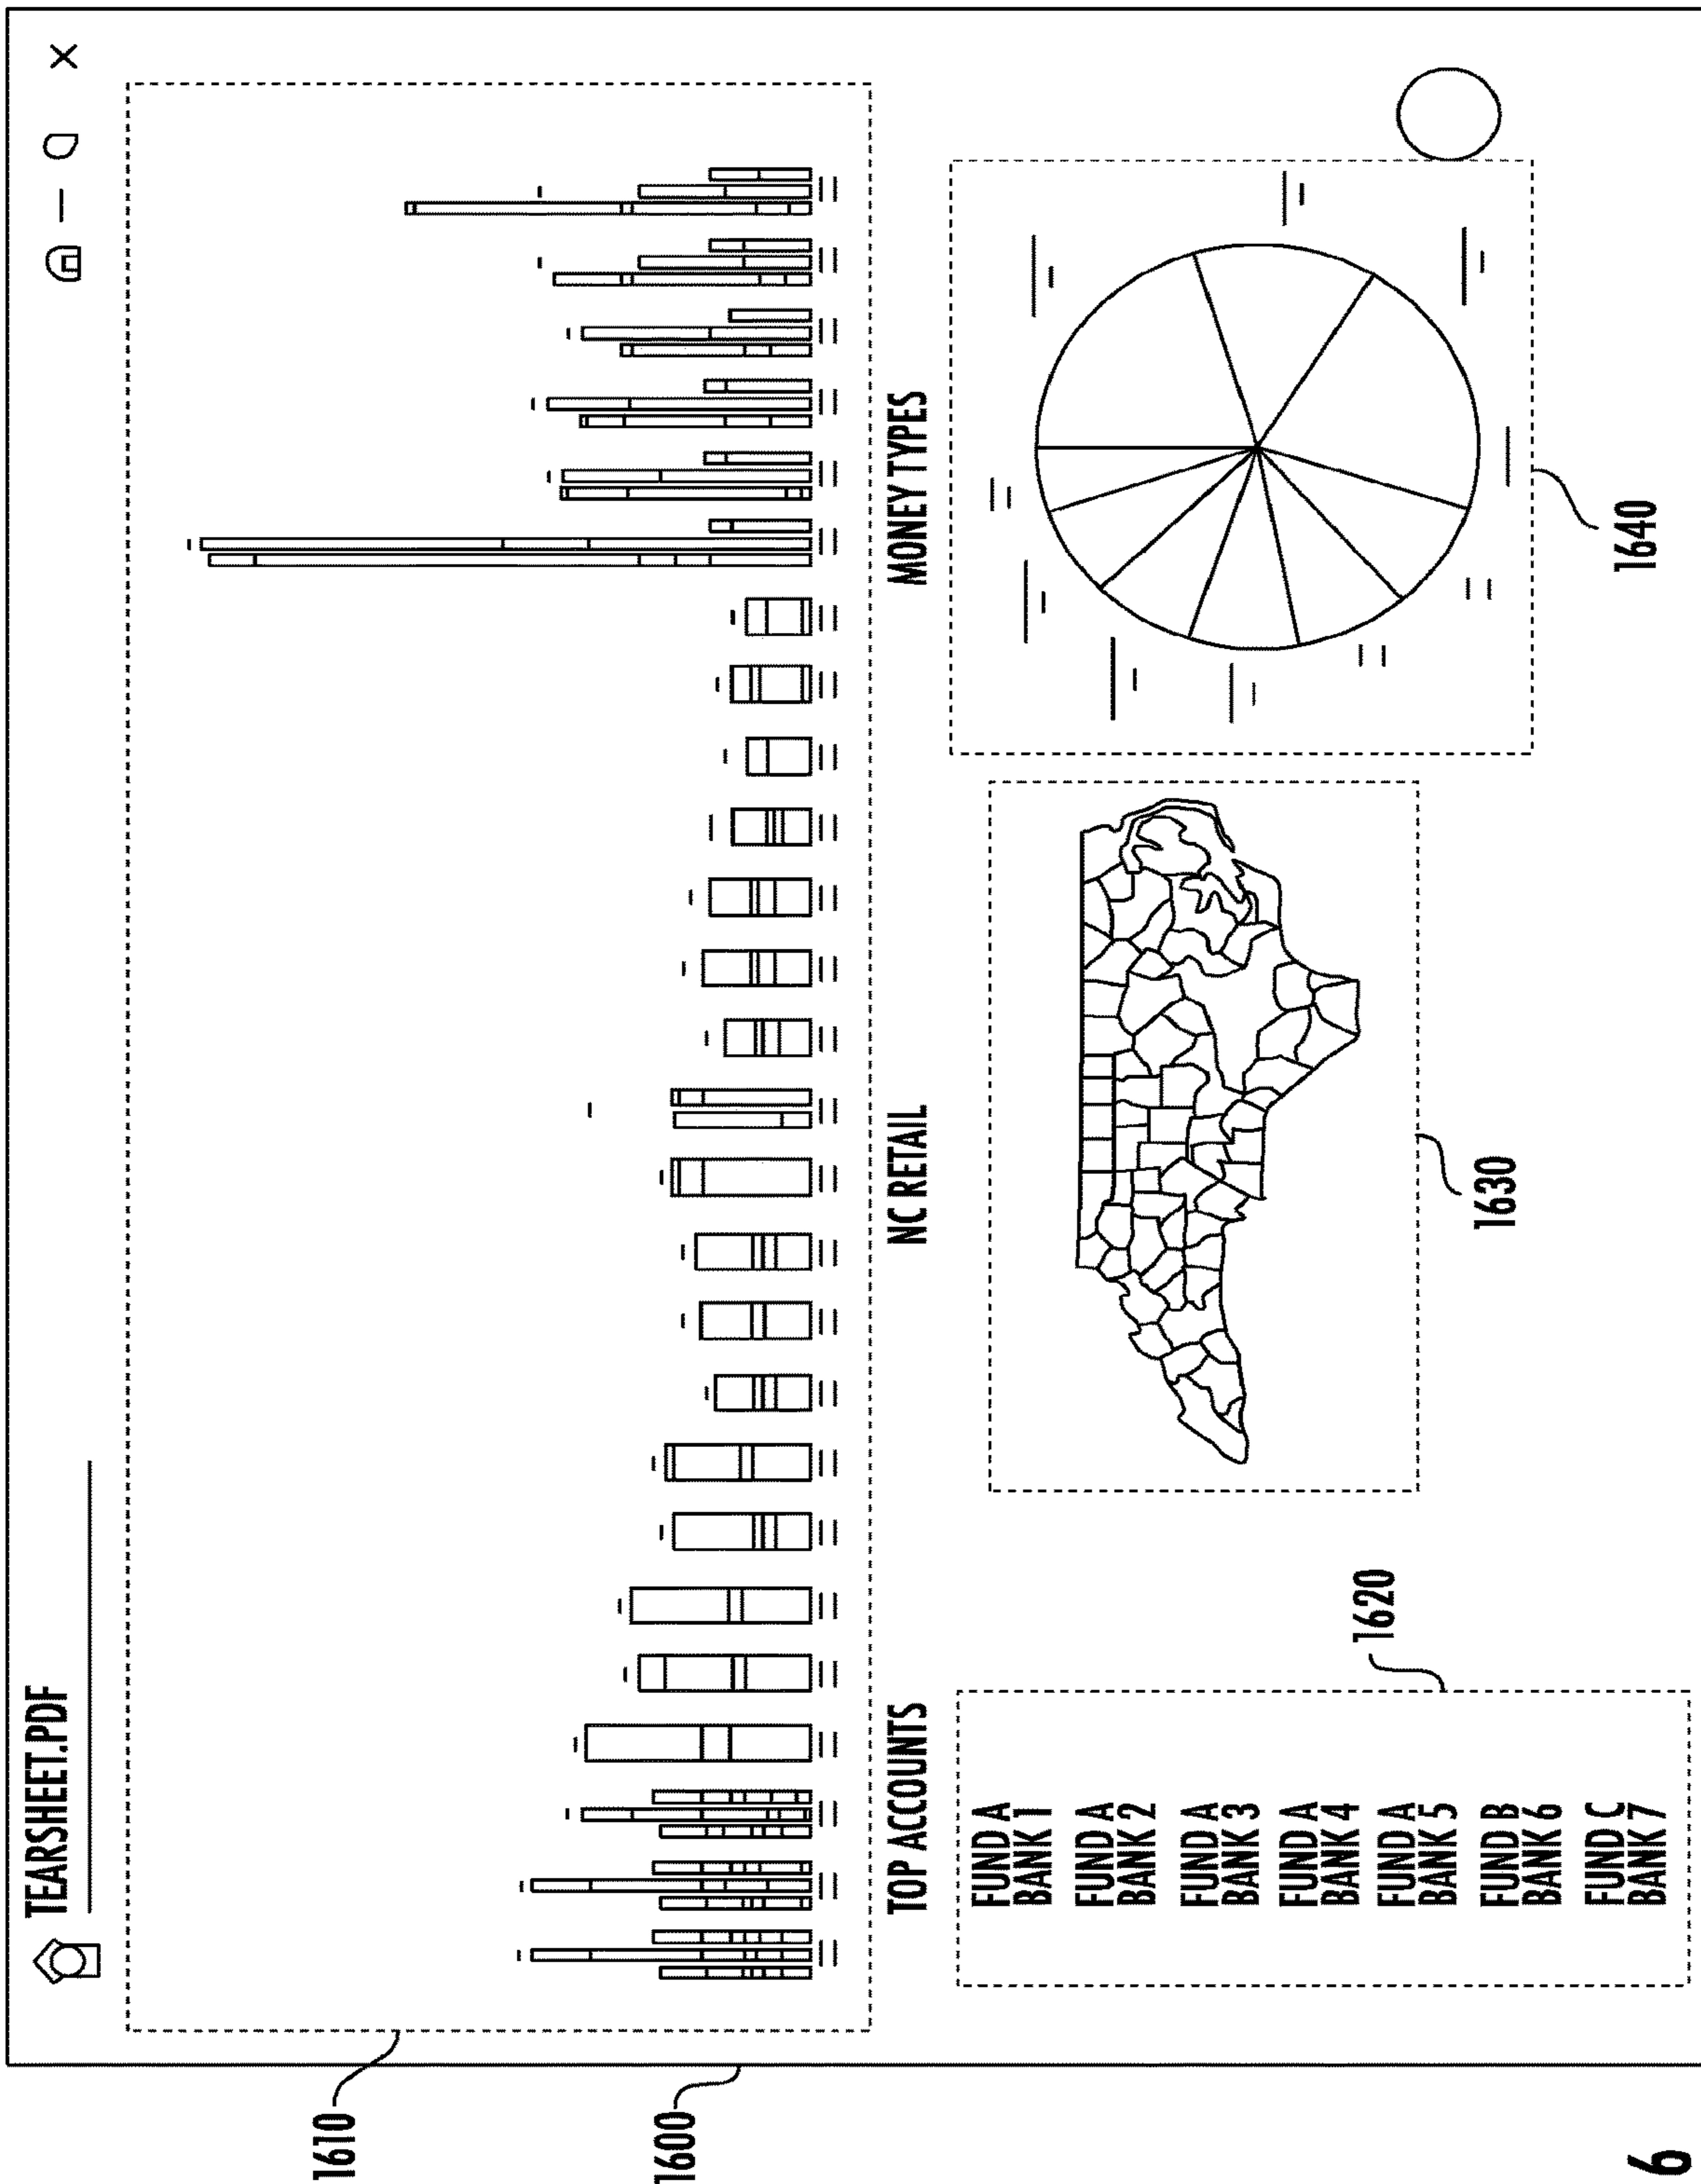 TEARSHEET.PDF
1610
1600
TOP ACCOUNTS
NC RETAIL
MONEY TYPES
FUND A
BANK 1
FUND A
BANK 2
FUND A
BANK 3
FUND A
BANK 4
FUND A
BANK 5
FUND B
BANK 6
FUND C
BANK 7
1620
1630
1640
6